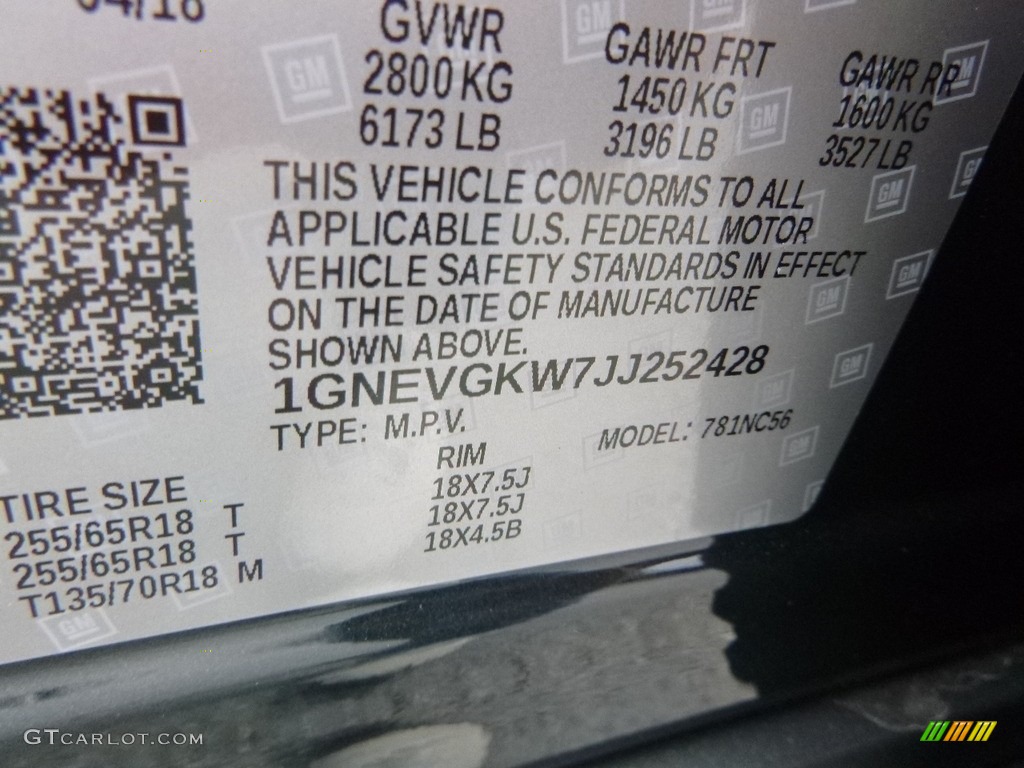 04/18
GVWR
2800 KG
6173 LB
GAWR FRT
1450 KG
3196 LB
GAWR RR
1600 KG
3527 LB
THIS VEHICLE CONFORMS TO ALL
APPLICABLE U.S. FEDERAL MOTOR
VEHICLE SAFETY STANDARDS IN EFFECT
ON THE DATE OF MANUFACTURE
SHOWN ABOVE.
1GNEVGKW7JJ252428
TYPE: M.P.V. MODEL: 781NC56
TIRE SIZE RIM
255/65R18 T 18X7.5J
255/65R18 T 18X7.5J
T135/70R18 M 18X4.5B
GM
GTCARLOT.COM